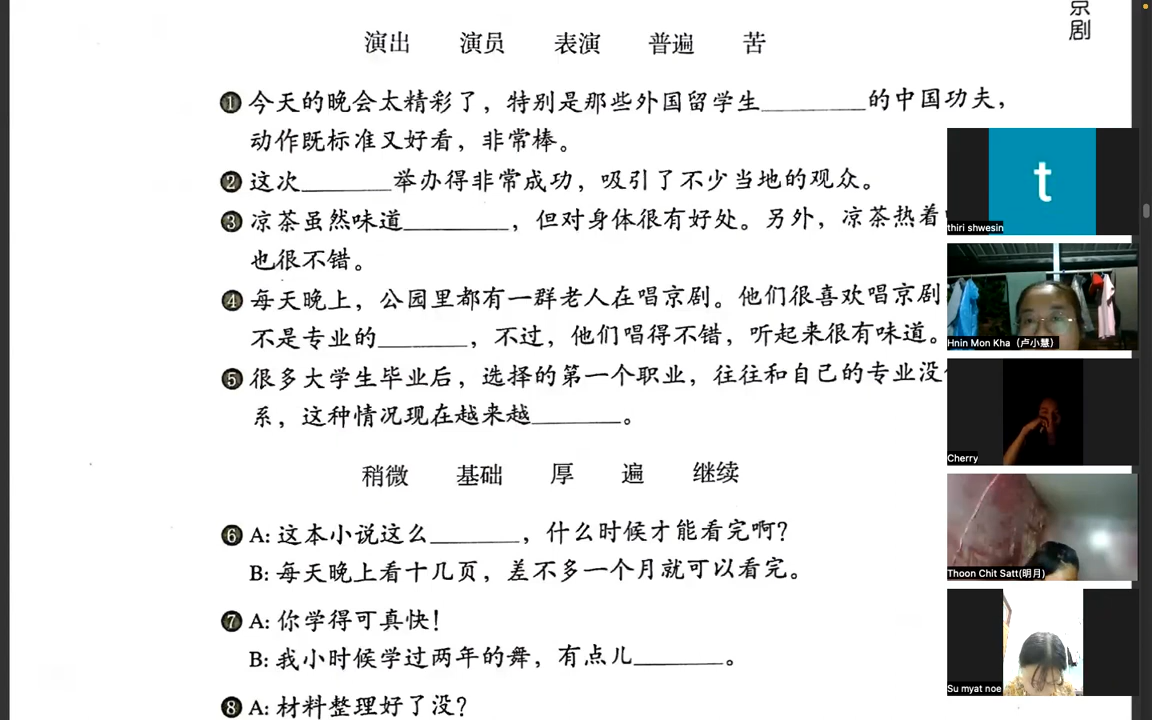 京
剧
演出 演员 表演 普遍 苦
1 今天的晚会太精彩了，特别是那些外国留学生________的中国功夫，
动作既标准又好看，非常棒。
2 这次________举办得非常成功，吸引了不少当地的观众。
3 凉茶虽然味道________，但对身体很有好处。另外，凉茶热着
也很不错。
4 每天晚上，公园里都有一群老人在唱京剧。他们很喜欢唱京剧
不是专业的________，不过，他们唱得不错，听起来很有味道。
5 很多大学生毕业后，选择的第一个职业，往往和自己的专业没
系，这种情况现在越来越________。
稍微 基础 厚 遍 继续
6 A: 这本小说这么________，什么时候才能看完啊？
B: 每天晚上看十几页，差不多一个月就可以看完。
7 A: 你学得可真快！
B: 我小时候学过两年的舞，有点儿________。
8 A: 材料整理好了没？
t
thiri shwesin
Hnin Mon Kha（卢小慧）
Cherry
Thoon Chit Satt(明月)
Su myat noe